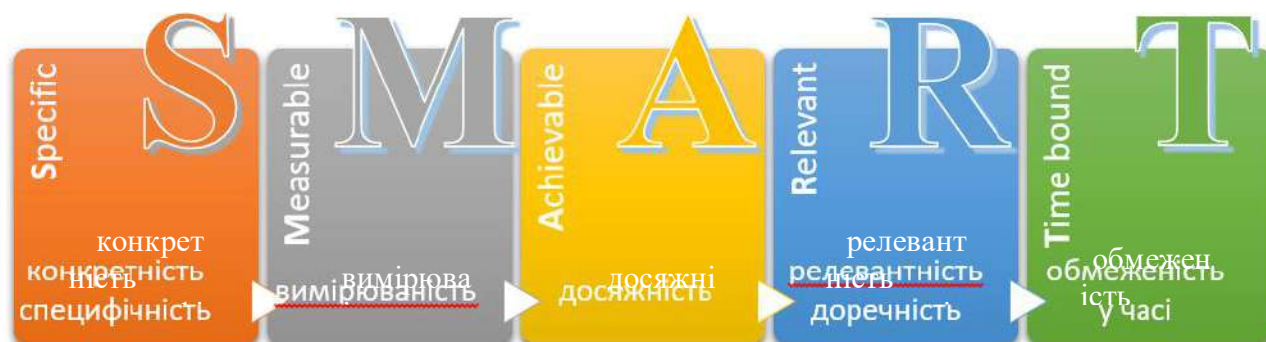 S
Specific
конкрет
ність
конкретність
специфічність
M
Measurable
вимірюва
вимірюваність
A
Achievable
досяжні
досяжність
R
Relevant
релевант
ність
релевантність
доречність
T
Time bound
обмежен
ість
обмеженість
у часі